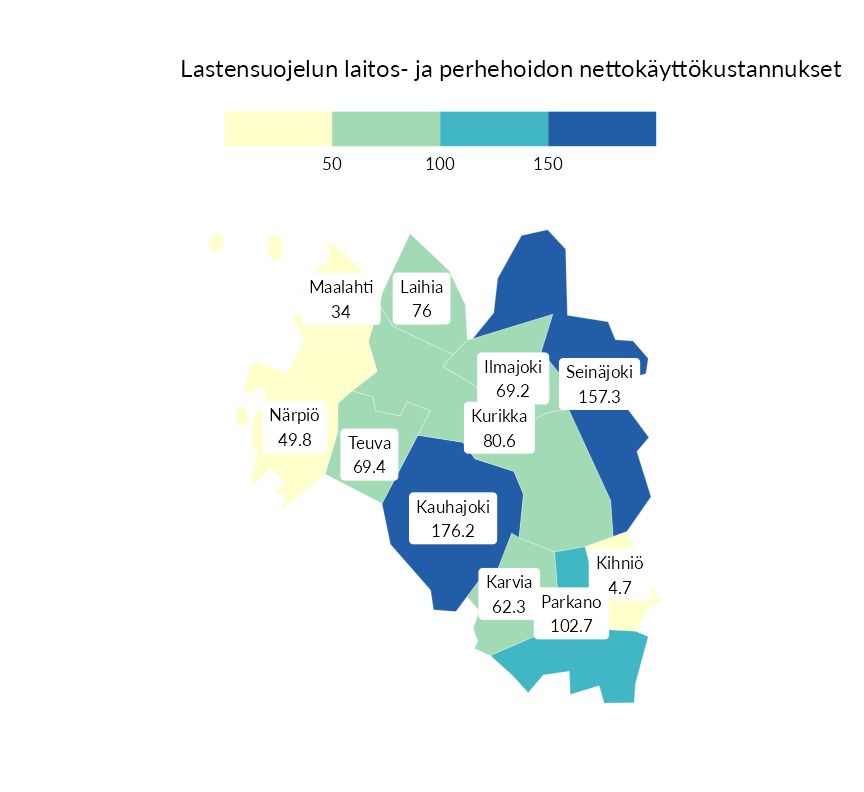 Lastensuojelun laitos- ja perhehoidon nettokäyttökustannukset
50
100
150
Maalahti
34
Laihia
76
Ilmajoki
69.2
Seinäjoki
157.3
Kurikka
80.6
Närpiö
49.8
Teuva
69.4
Kauhajoki
176.2
Kihniö
4.7
Karvia
62.3
Parkano
102.7